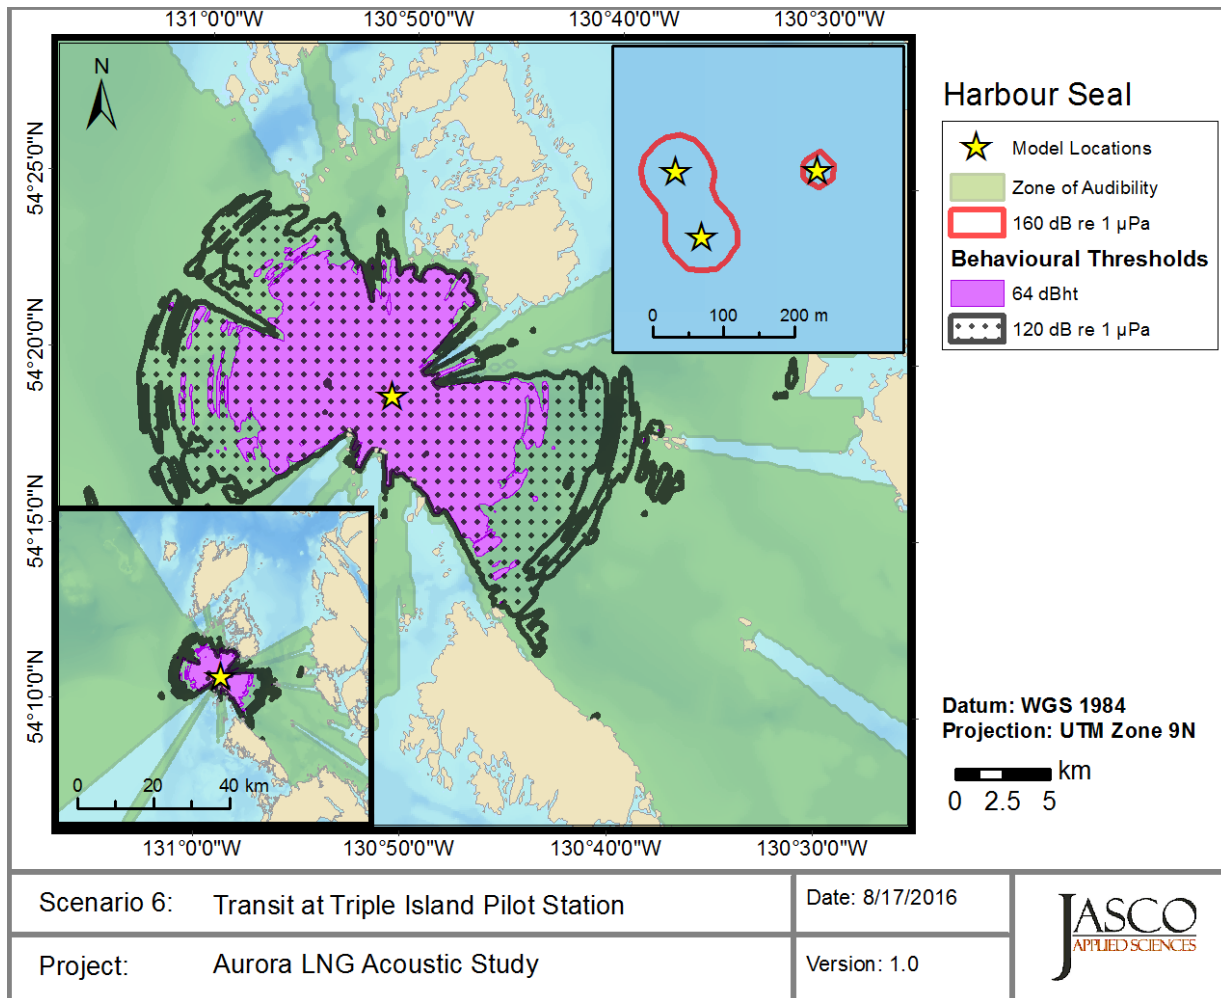 131°0'0"W 130°50'0"W 130°40'0"W 130°30'0"W
N
54°25'0"N
54°20'0"N
54°15'0"N
54°10'0"N
0 100 200 m
0 20 40 km
131°0'0"W 130°50'0"W 130°40'0"W 130°30'0"W
Harbour Seal
Model Locations
Zone of Audibility
160 dB re 1 µPa
Behavioural Thresholds
64 dBht
120 dB re 1 µPa
Datum: WGS 1984
Projection: UTM Zone 9N
km
0 2.5 5
Scenario 6: Transit at Triple Island Pilot Station
Date: 8/17/2016
Project: Aurora LNG Acoustic Study
Version: 1.0
JASCO
APPLIED SCIENCES